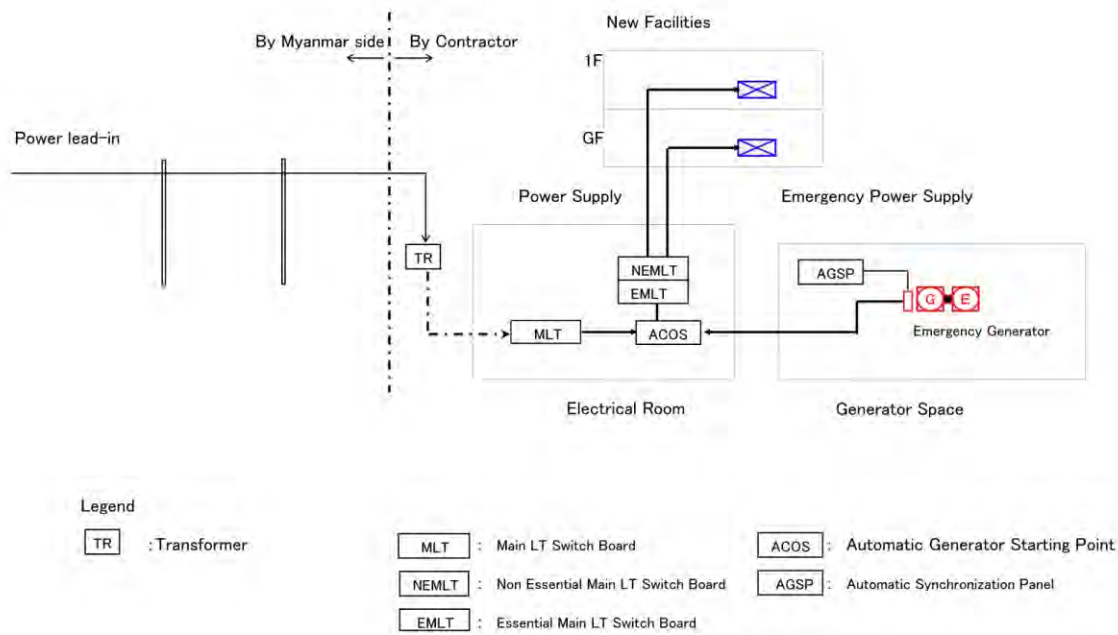 New Facilities
By Myanmar side By Contractor
1F
Power lead-in
GF
Power Supply
Emergency Power Supply
TR
NEMLT
EMLT
AGSP
G E
Emergency Generator
MLT
ACOS
Electrical Room
Generator Space
Legend
TR :Transformer
MLT : Main LT Switch Board
NEMLT : Non Essential Main LT Switch Board
EMLT : Essential Main LT Switch Board
ACOS : Automatic Generator Starting Point
AGSP : Automatic Synchronization Panel